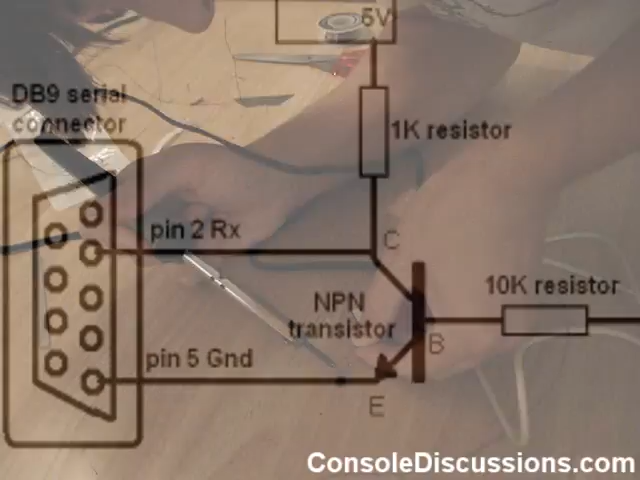 5V
DB9 serial
connector
1K resistor
pin 2 Rx
C
10K resistor
NPN
transistor
B
pin 5 Gnd
E
ConsoleDiscussions.com